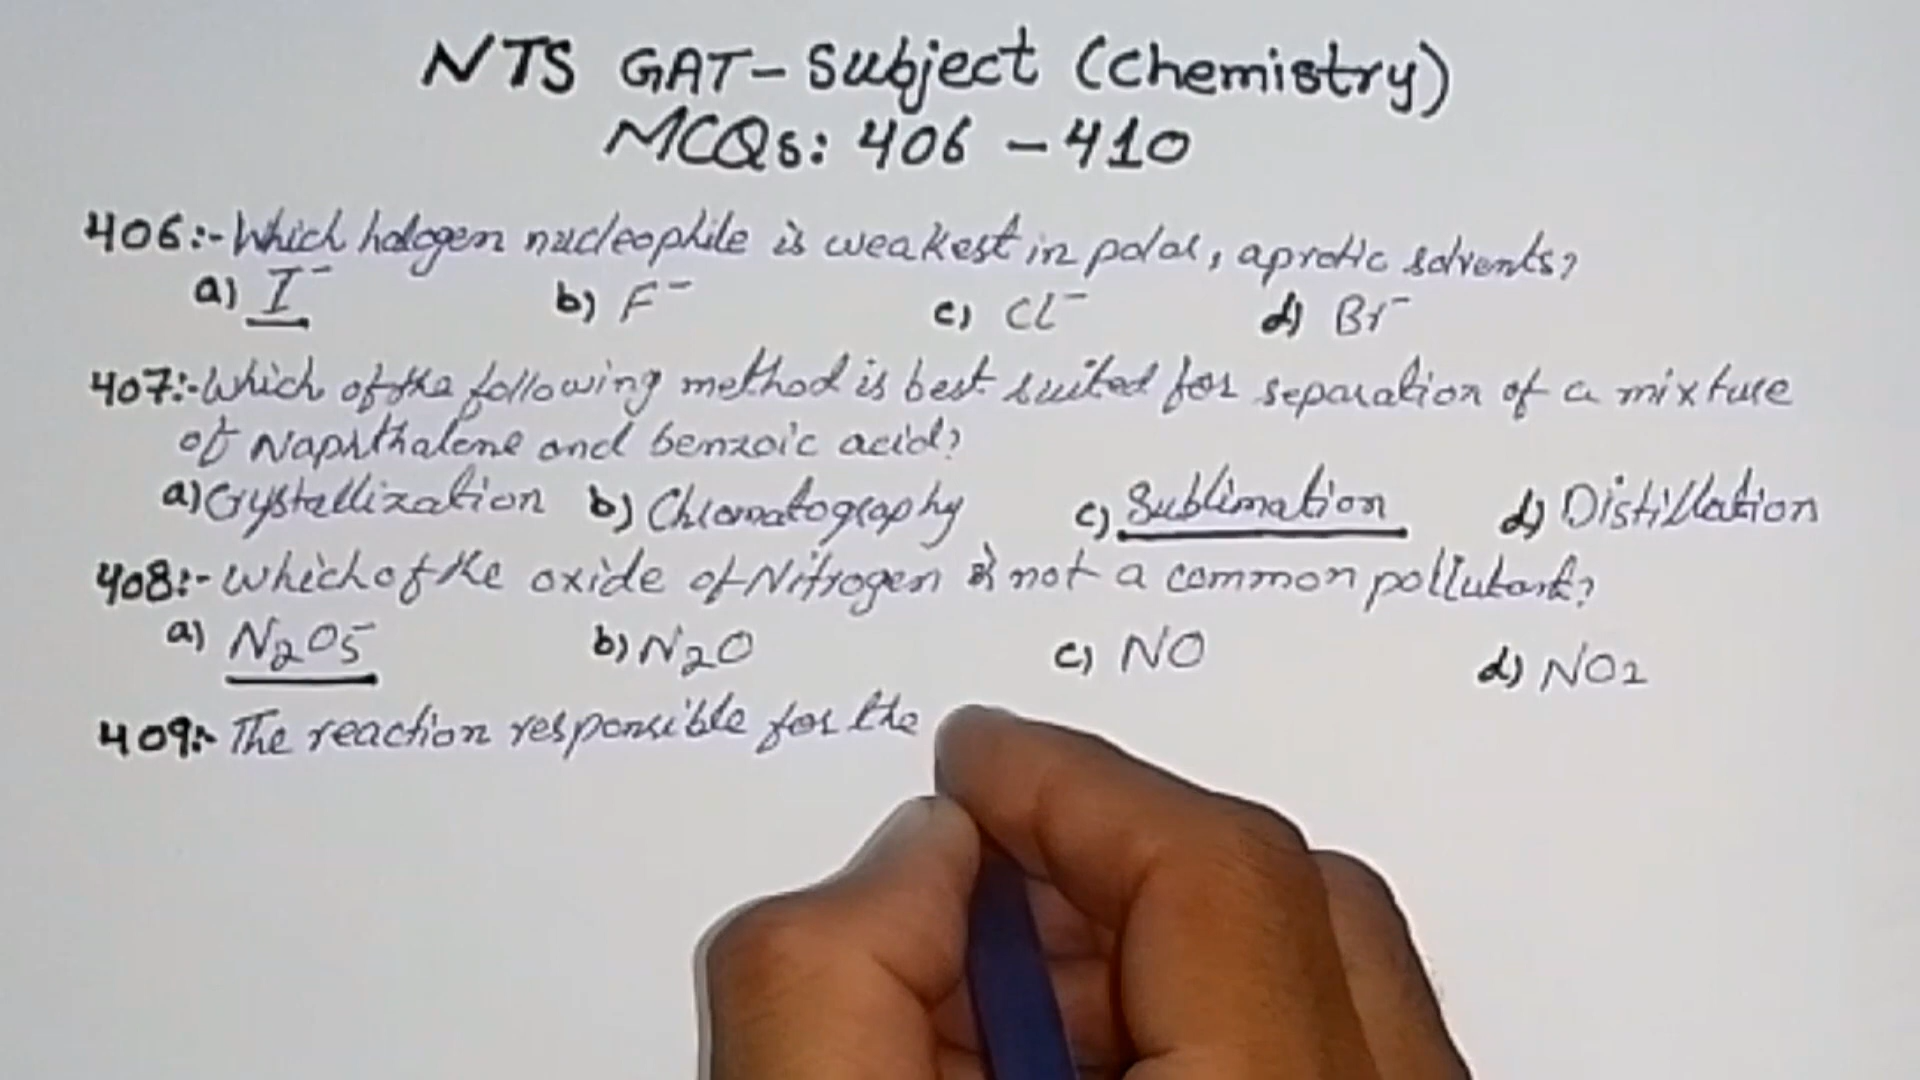 NTS GAT-Subject (Chemistry)
MCQs: 406 - 410
406:- Which halogen nucleophile is weakest in polar, aprotic solvents?
a) I⁻ b) F⁻ c) Cl⁻ d) Br⁻
407:- Which of the following method is best suited for separation of a mixture
of Naphthalene and benzoic acid?
a) Crystallization b) Chromatography c) Sublimation d) Distillation
408:- Which of the oxide of Nitrogen is not a common pollutant?
a) N2O5 b) N2O c) NO d) NO2
409:- The reaction responsible for the